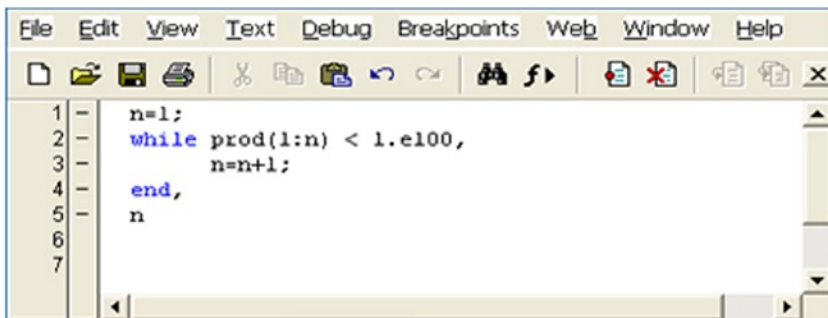 File Edit View Text Debug Breakpoints Web Window Help
1 - n=1;
2 - while prod(1:n) < 1.e100,
3 - n=n+1;
4 - end,
5 - n
6
7